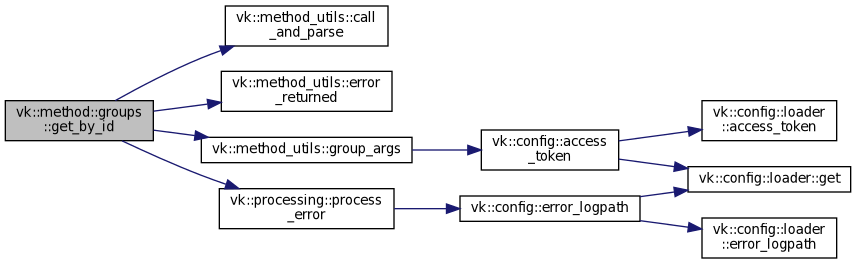 vk::method::groups
::get_by_id
vk::method_utils::call
_and_parse
vk::method_utils::error
_returned
vk::method_utils::group_args
vk::processing::process
_error
vk::config::access
_token
vk::config::error_logpath
vk::config::loader
::access_token
vk::config::loader::get
vk::config::loader
::error_logpath